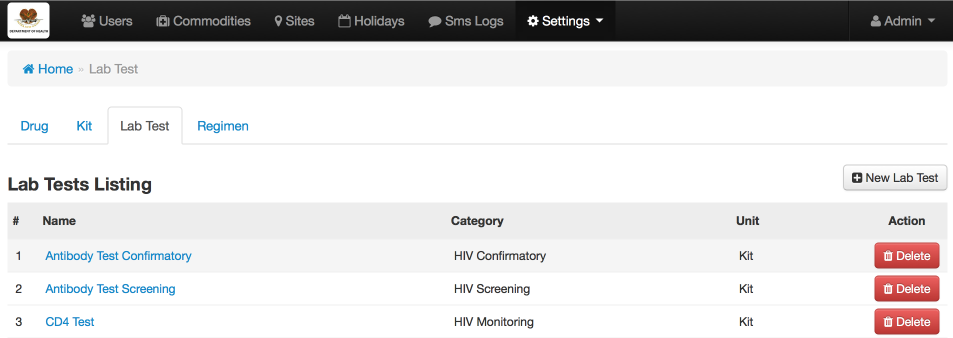 DEPARTMENT OF HEALTH
Users Commodities Sites Holidays Sms Logs Settings Admin
Home » Lab Test
Drug Kit Lab Test Regimen
Lab Tests Listing New Lab Test
# Name Category Unit Action
1 Antibody Test Confirmatory HIV Confirmatory Kit Delete
2 Antibody Test Screening HIV Screening Kit Delete
3 CD4 Test HIV Monitoring Kit Delete